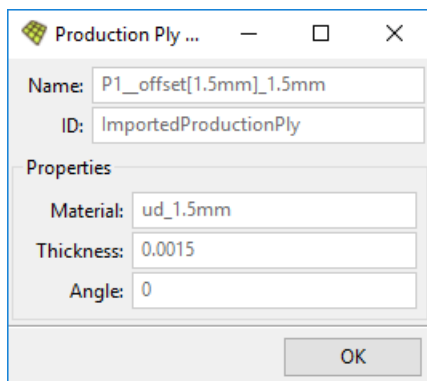 Production Ply ...
Name: P1__offset[1.5mm]_1.5mm
ID: ImportedProductionPly
Properties
Material: ud_1.5mm
Thickness: 0.0015
Angle: 0
OK